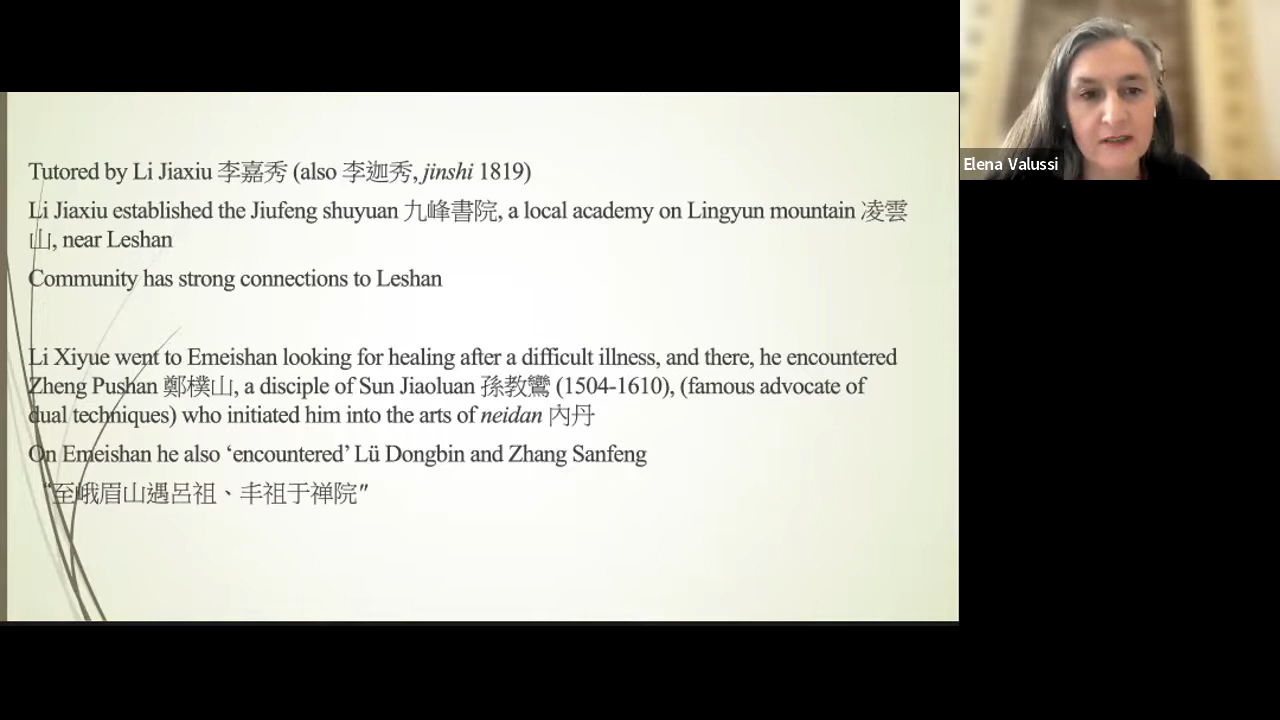 Tutored by Li Jiaxiu 李嘉秀 (also 李迦秀, jinshi 1819)
Li Jiaxiu established the Jiufeng shuyuan 九峰書院, a local academy on Lingyun mountain 凌雲
山, near Leshan
Community has strong connections to Leshan
Li Xiyue went to Emeishan looking for healing after a difficult illness, and there, he encountered
Zheng Pushan 鄭樸山, a disciple of Sun Jiaoluan 孫教鸞 (1504-1610), (famous advocate of
dual techniques) who initiated him into the arts of neidan 內丹
On Emeishan he also ‘encountered’ Lü Dongbin and Zhang Sanfeng
“至峨眉山遇呂祖、丰祖于禅院”
Elena Valussi